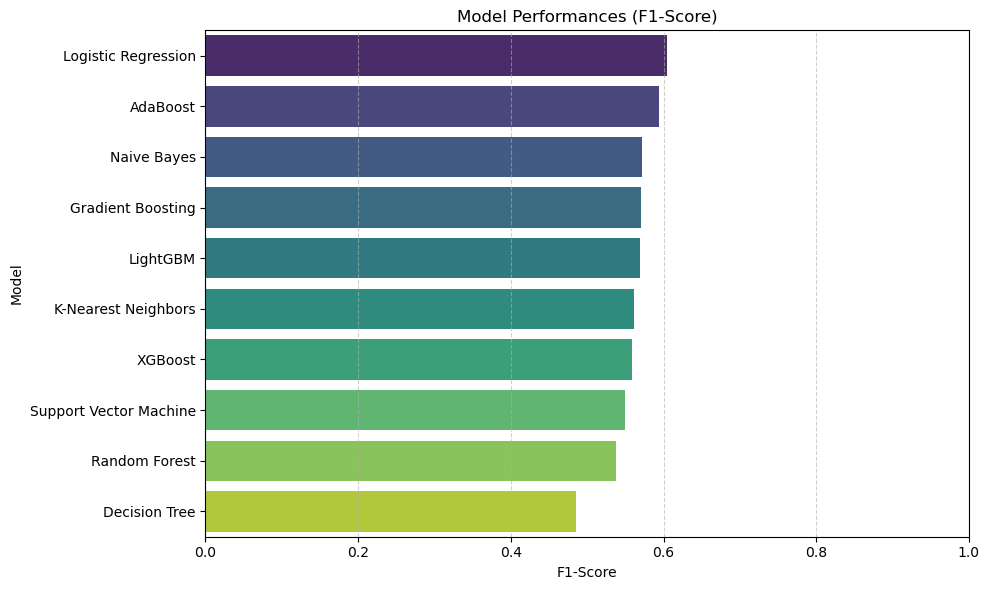 Model Performances (F1-Score)
Logistic Regression
AdaBoost
Naive Bayes
Gradient Boosting
LightGBM
K-Nearest Neighbors
XGBoost
Support Vector Machine
Random Forest
Decision Tree
Model
0.0 0.2 0.4 0.6 0.8 1.0
F1-Score